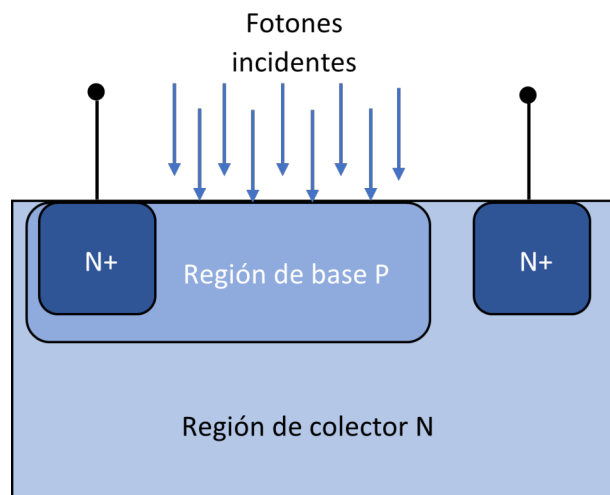 Fotones
incidentes
N+
Región de base P
N+
Región de colector N